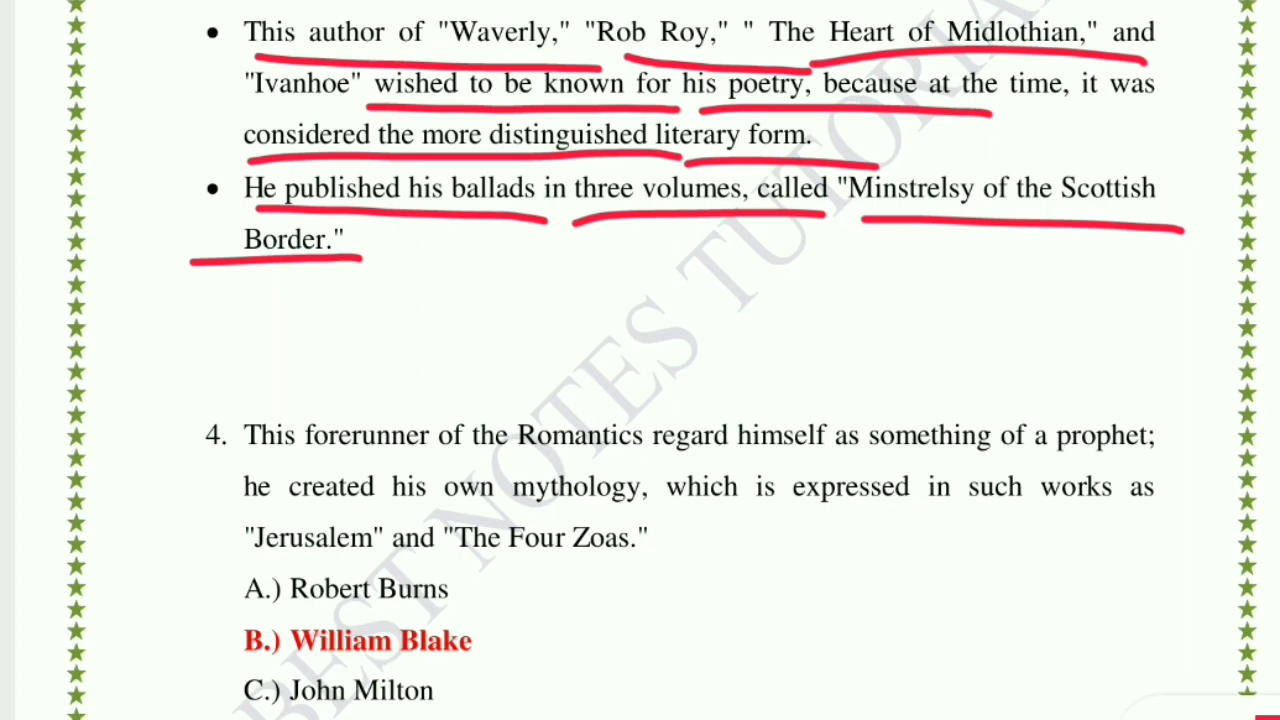 • This author of "Waverly," "Rob Roy," " The Heart of Midlothian," and
"Ivanhoe" wished to be known for his poetry, because at the time, it was
considered the more distinguished literary form.
• He published his ballads in three volumes, called "Minstrelsy of the Scottish
Border."
4. This forerunner of the Romantics regard himself as something of a prophet;
he created his own mythology, which is expressed in such works as
"Jerusalem" and "The Four Zoas."
A.) Robert Burns
B.) William Blake
C.) John Milton
BEST NOTES TUTORIAL